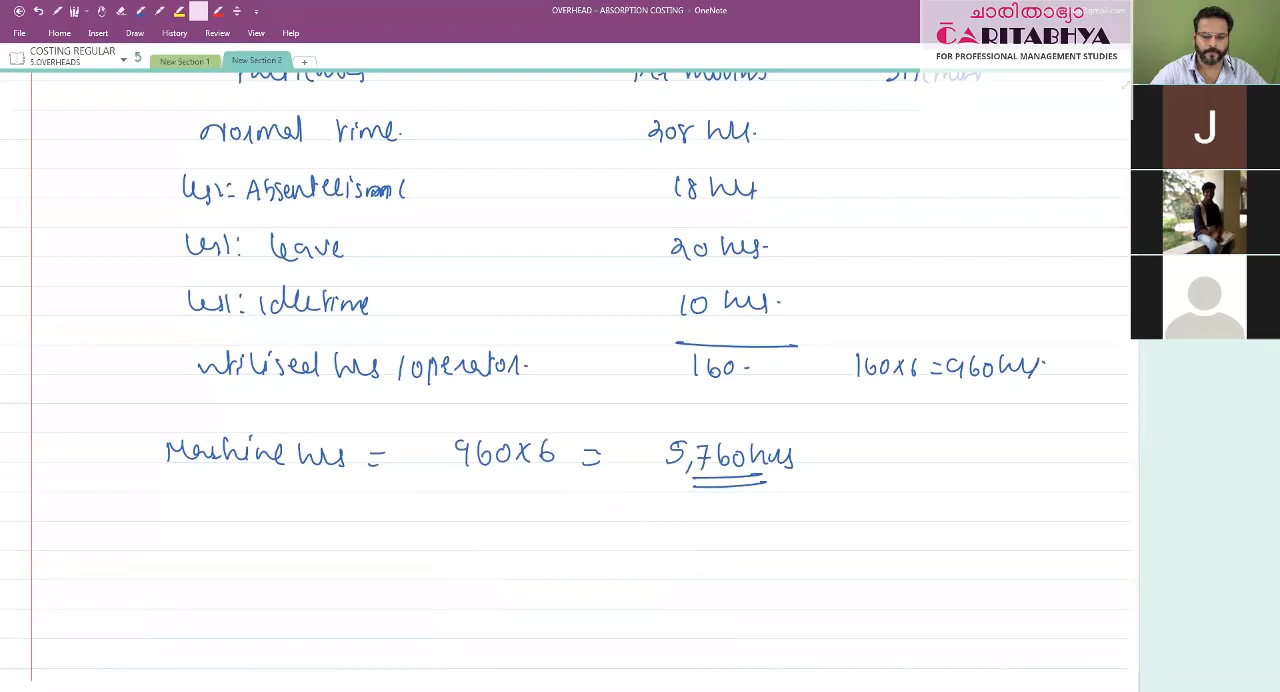 OVERHEAD – ABSORPTION COSTING - OneNote
@gmail.com
ചാരിതാഭ്യാ
CARITABHYA
FOR PROFESSIONAL MANAGEMENT STUDIES
File Home Insert Draw History Review View Help
COSTING REGULAR
5.OVERHEADS
5
New Section 1
New Section 2
+
J
Normal time. 208 hrs.
less: Absenteeism 18 hrs
less: leave 20 hrs.
less: idle time 10 hrs.
utilised hrs / operator. 160. 160x6 = 960 hrs.
Machine hrs = 960x6 = 5,760 hrs